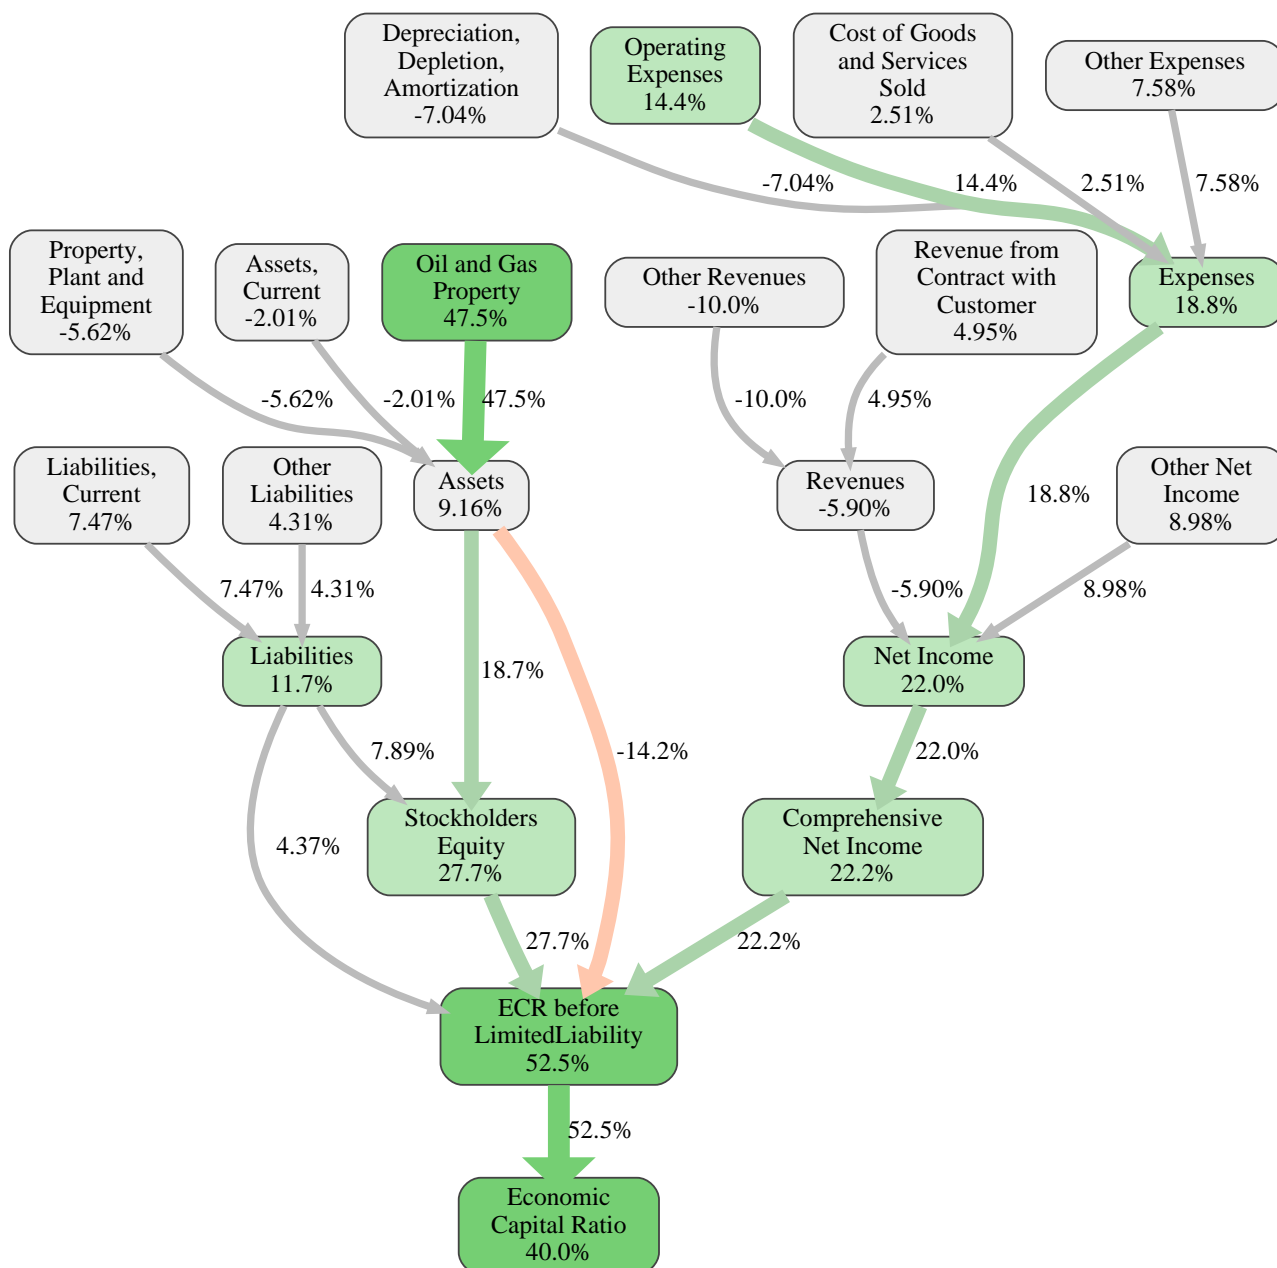 Depreciation,
Depletion,
Amortization
-7.04%
Operating
Expenses
14.4%
Cost of Goods
and Services
Sold
2.51%
Other Expenses
7.58%
-7.04%
14.4%
2.51%
7.58%
Property,
Plant and
Equipment
-5.62%
Assets,
Current
-2.01%
Oil and Gas
Property
47.5%
Other Revenues
-10.0%
Revenue from
Contract with
Customer
4.95%
Expenses
18.8%
-5.62%
-2.01%
47.5%
-10.0%
4.95%
Liabilities,
Current
7.47%
Other
Liabilities
4.31%
Assets
9.16%
Revenues
-5.90%
18.8%
Other Net
Income
8.98%
7.47%
4.31%
-5.90%
8.98%
Liabilities
11.7%
18.7%
Net Income
22.0%
7.89%
-14.2%
22.0%
4.37%
Stockholders
Equity
27.7%
Comprehensive
Net Income
22.2%
27.7%
22.2%
ECR before
LimitedLiability
52.5%
52.5%
Economic
Capital Ratio
40.0%